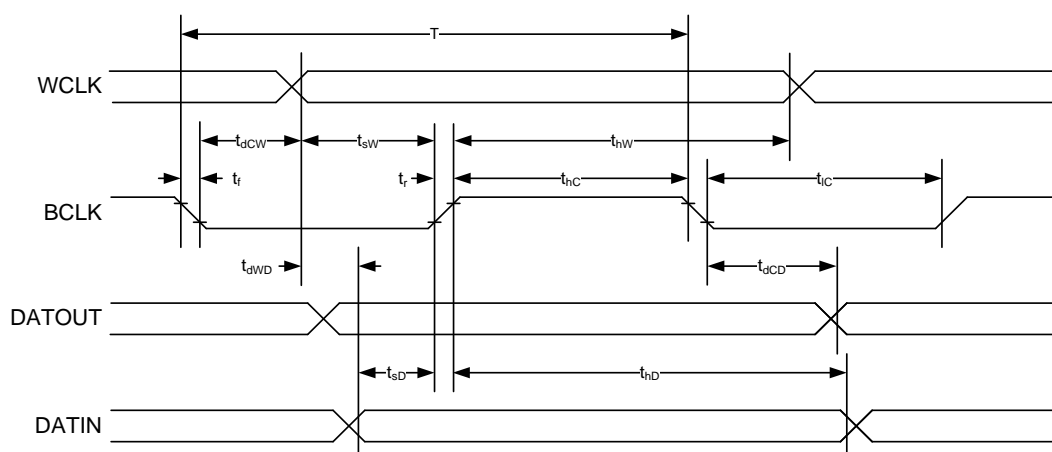 T
WCLK
tdCW tsW thW
tf tr thC tlC
BCLK
tdWD tdCD
DATOUT
tsD thD
DATIN